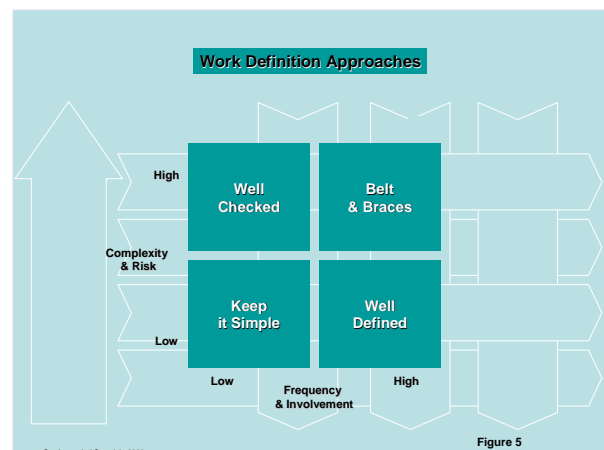 Work Definition Approaches
High
Well
Checked
Belt
& Braces
Complexity
& Risk
Keep
it Simple
Well
Defined
Low
Low
Frequency
& Involvement
High
Figure 5